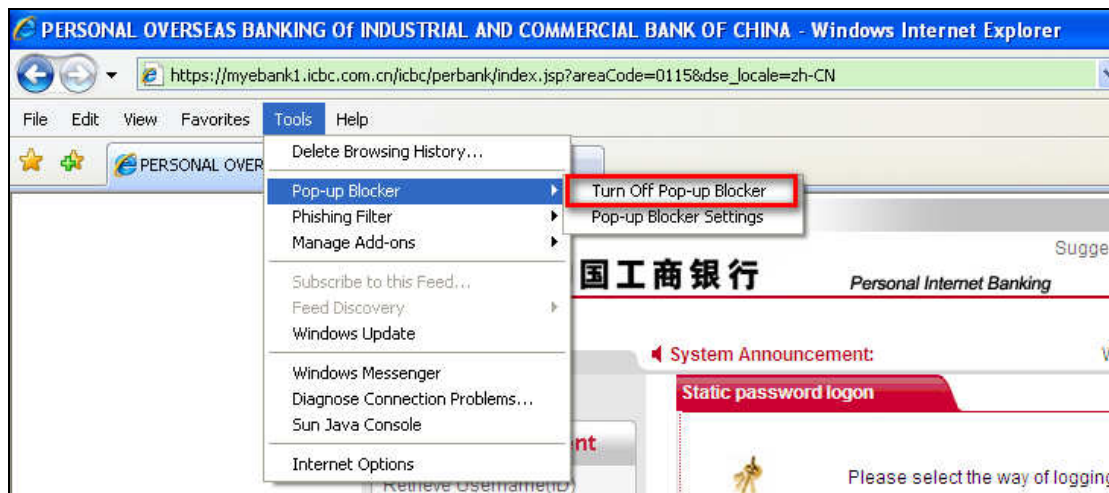 PERSONAL OVERSEAS BANKING Of INDUSTRIAL AND COMMERCIAL BANK OF CHINA - Windows Internet Explorer
https://myebank1.icbc.com.cn/icbc/perbank/index.jsp?areaCode=0115&dse_locale=zh-CN
File Edit View Favorites Tools Help
PERSONAL OVER
Delete Browsing History...
Pop-up Blocker
Turn Off Pop-up Blocker
Phishing Filter
Pop-up Blocker Settings
Manage Add-ons
Subscribe to this Feed...
Feed Discovery
Windows Update
Windows Messenger
Diagnose Connection Problems...
Sun Java Console
Internet Options
Sugge
国工商银行 Personal Internet Banking
System Announcement:
Static password logon
nt
Retrieve Username(ID)
Please select the way of logging